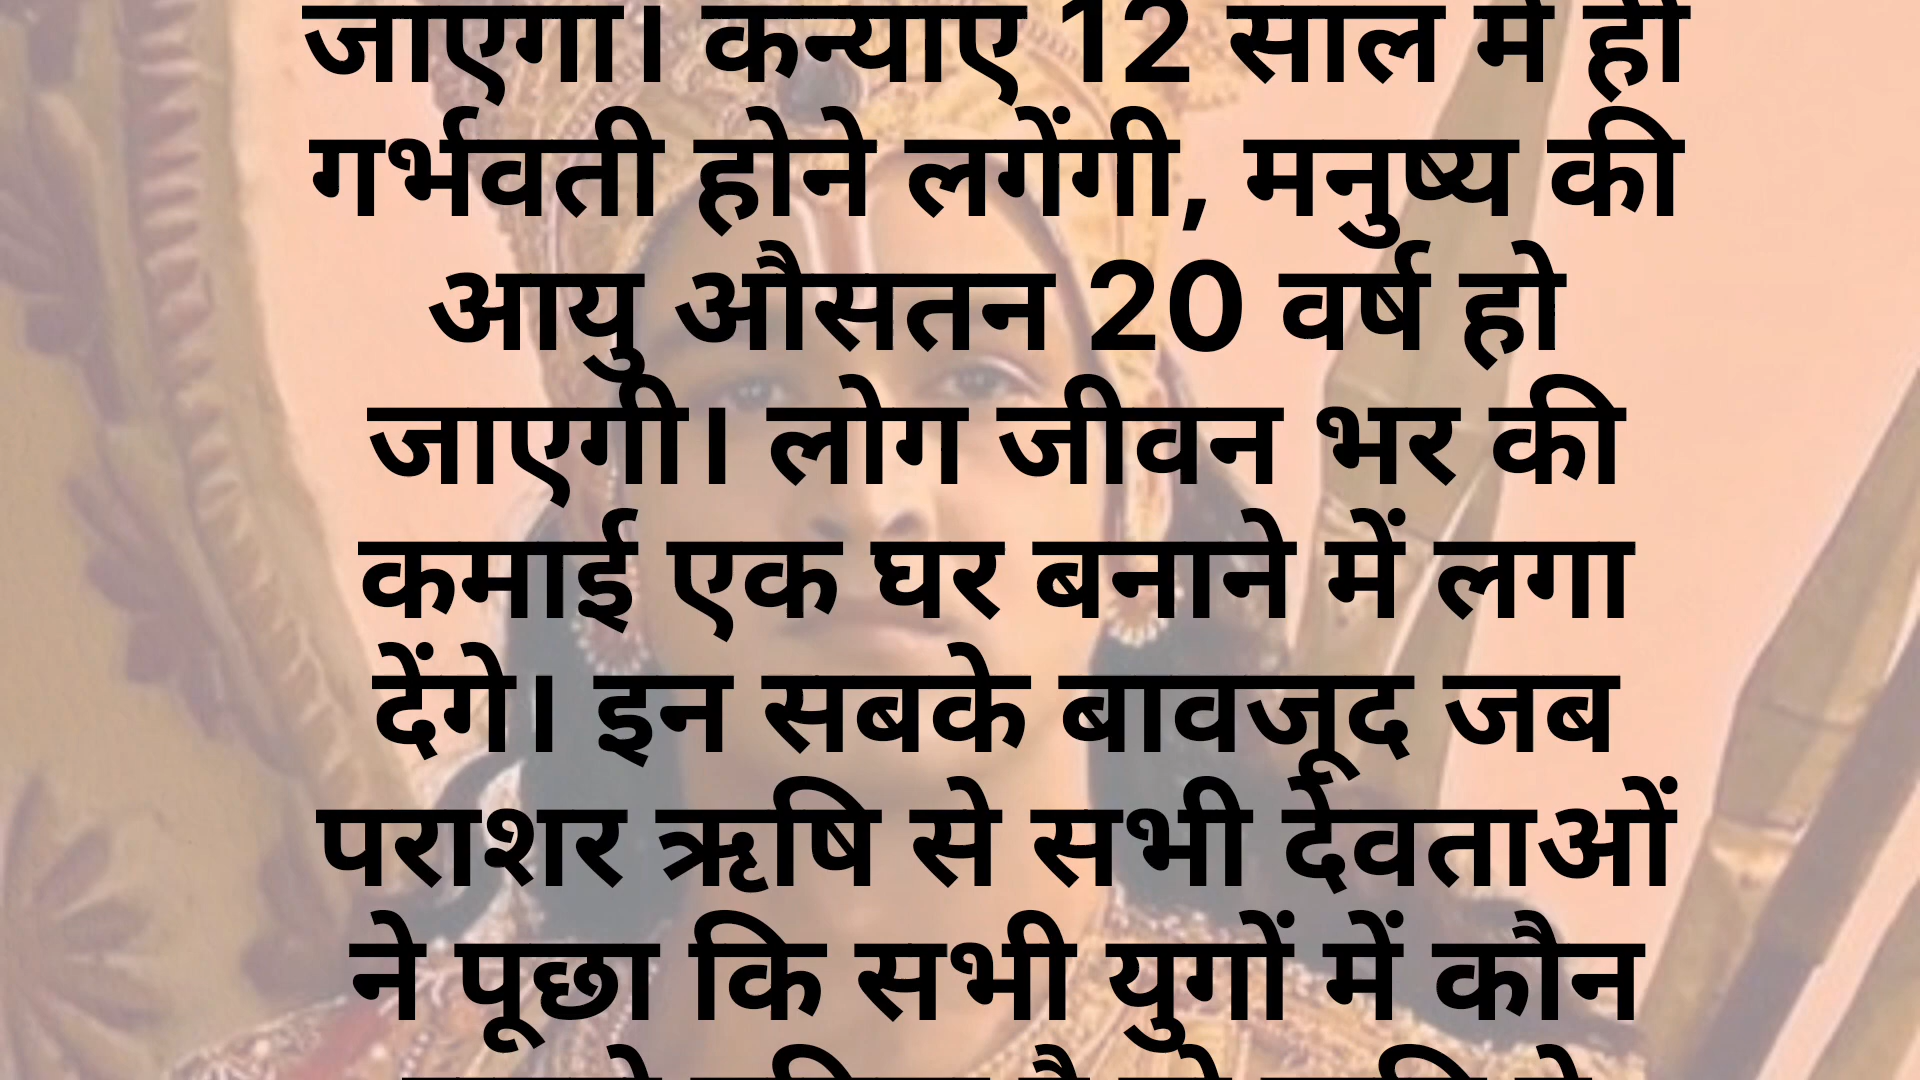 जाएगा। कन्याएं 12 साल में ही
गर्भवती होने लगेंगी, मनुष्य की
आयु औसतन 20 वर्ष हो
जाएगी। लोग जीवन भर की
कमाई एक घर बनाने में लगा
देंगे। इन सबके बावजूद जब
पराशर ऋषि से सभी देवताओं
ने पूछा कि सभी युगों में कौन